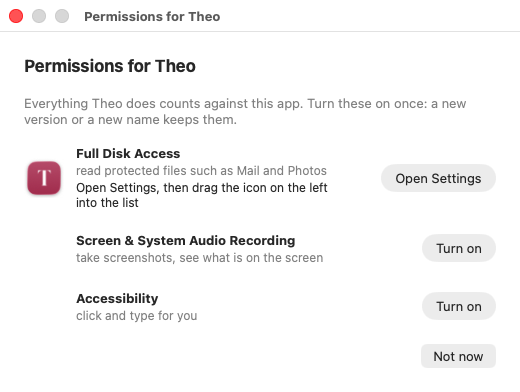 Permissions for Theo
Permissions for Theo
Everything Theo does counts against this app. Turn these on once: a new
version or a new name keeps them.
T
Full Disk Access
read protected files such as Mail and Photos
Open Settings, then drag the icon on the left
into the list
Open Settings
Screen & System Audio Recording
take screenshots, see what is on the screen
Turn on
Accessibility
click and type for you
Turn on
Not now